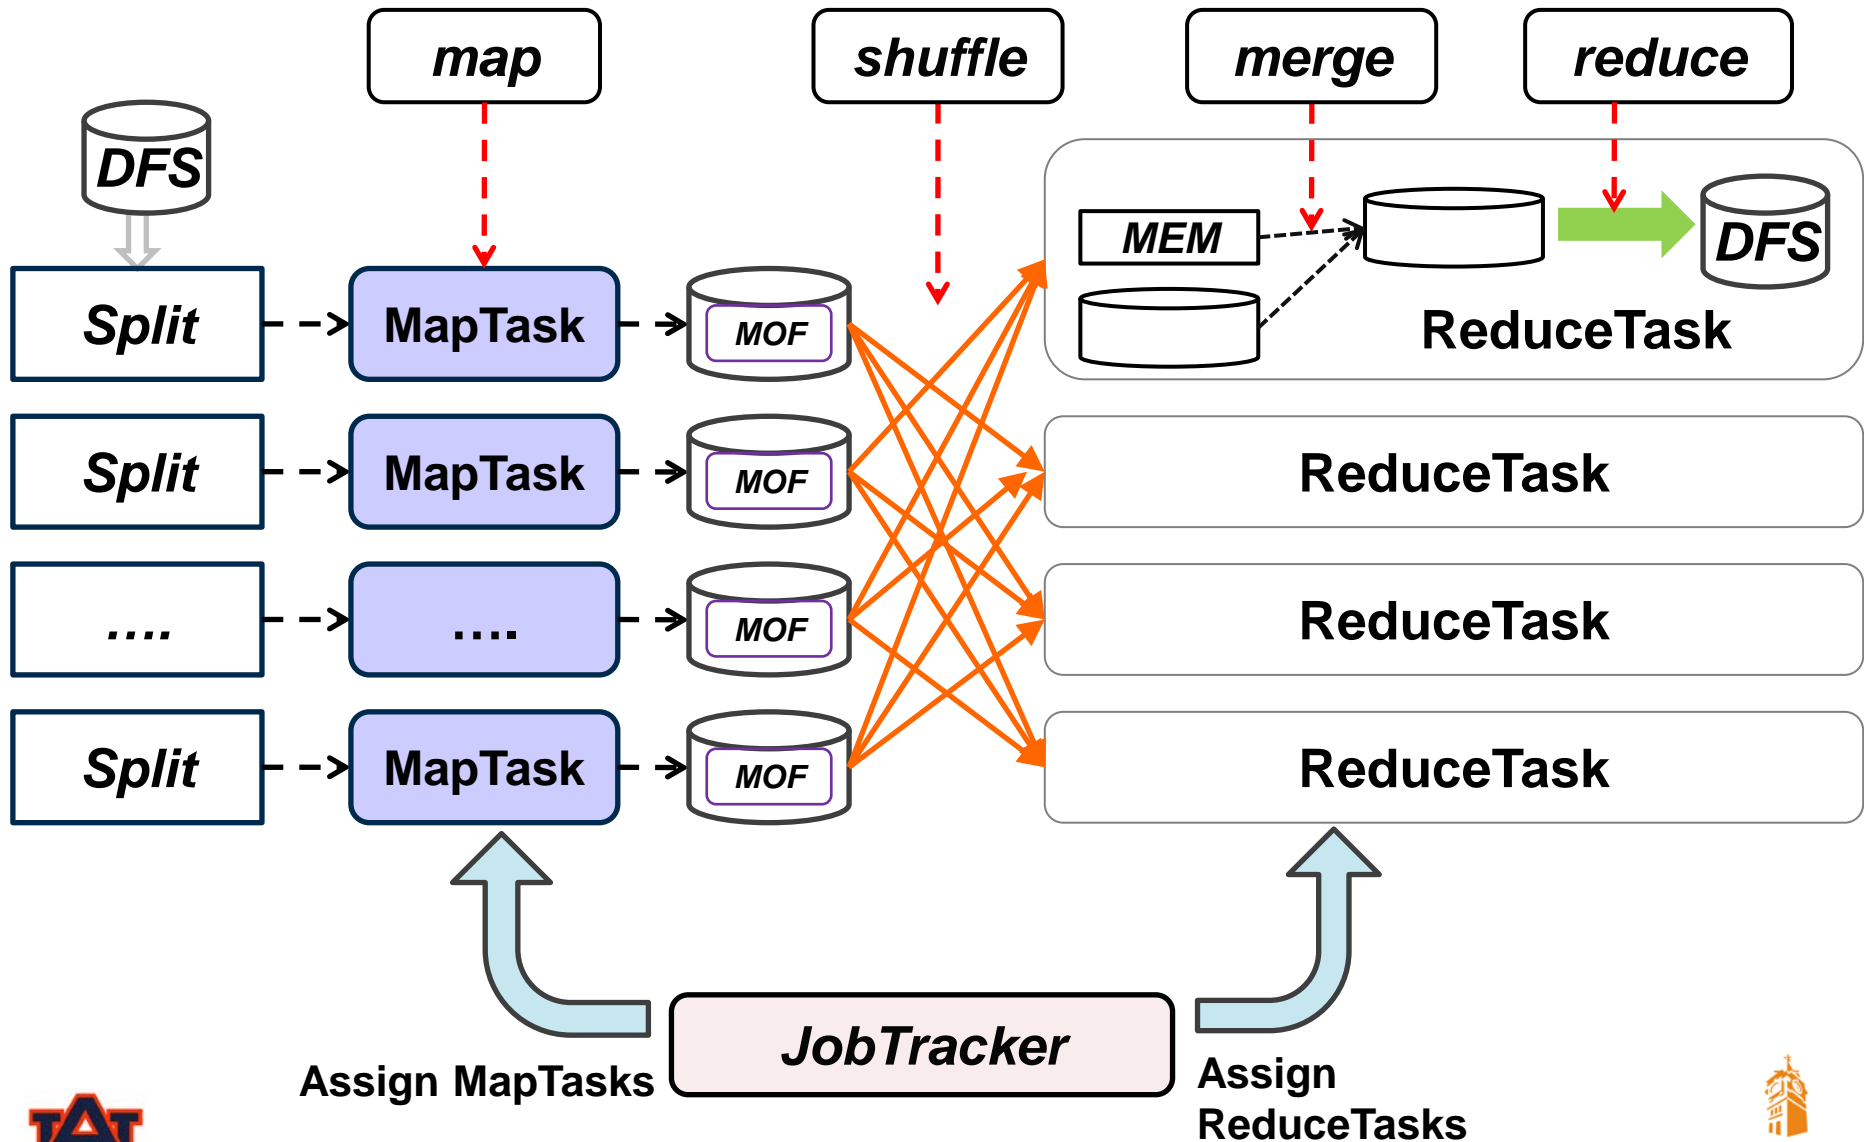 map
shuffle
merge
reduce
DFS
MEM
DFS
ReduceTask
Split
MapTask
MOF
Split
MapTask
MOF
ReduceTask
....
....
MOF
ReduceTask
Split
MapTask
MOF
ReduceTask
JobTracker
Assign MapTasks
Assign
ReduceTasks